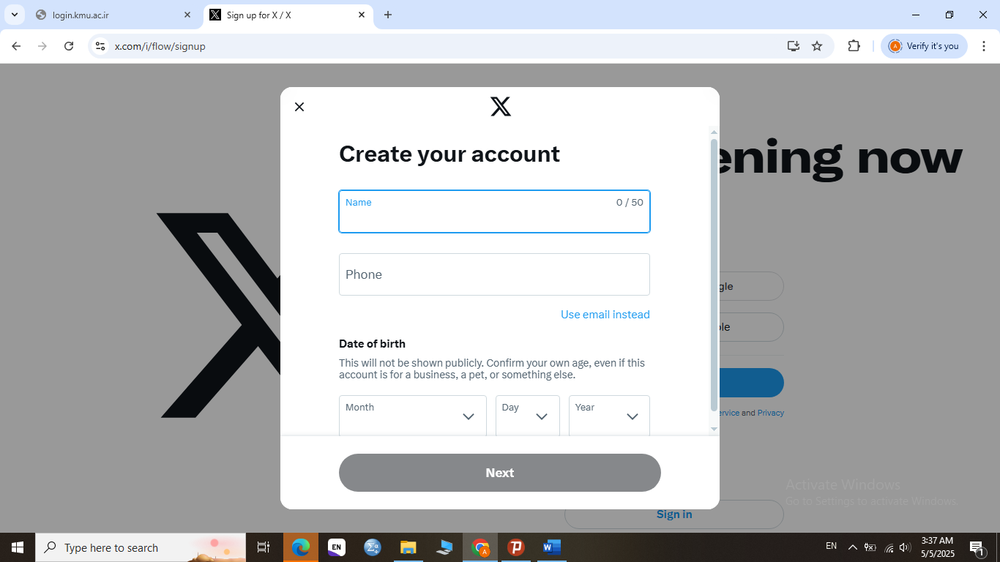 login.kmu.ac.ir
Sign up for X / X
x.com/i/flow/signup
Verify it's you
Create your account
Name
0 / 50
Phone
Use email instead
Date of birth
This will not be shown publicly. Confirm your own age, even if this
account is for a business, a pet, or something else.
Month
Day
Year
Next
ening now
gle
ple
ervice and Privacy
Activate Windows
Go to Settings to activate Windows.
Sign in
Type here to search
EN
EN
3:37 AM
5/5/2025
1